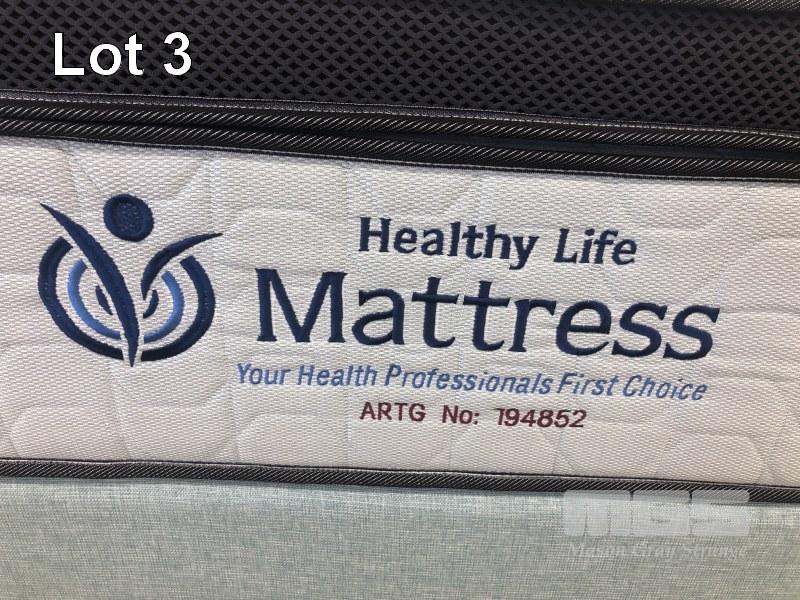 Lot 3
Healthy Life
Mattress
Your Health Professionals First Choice
ARTG No: 194852
MGS
Mason Gray Strange